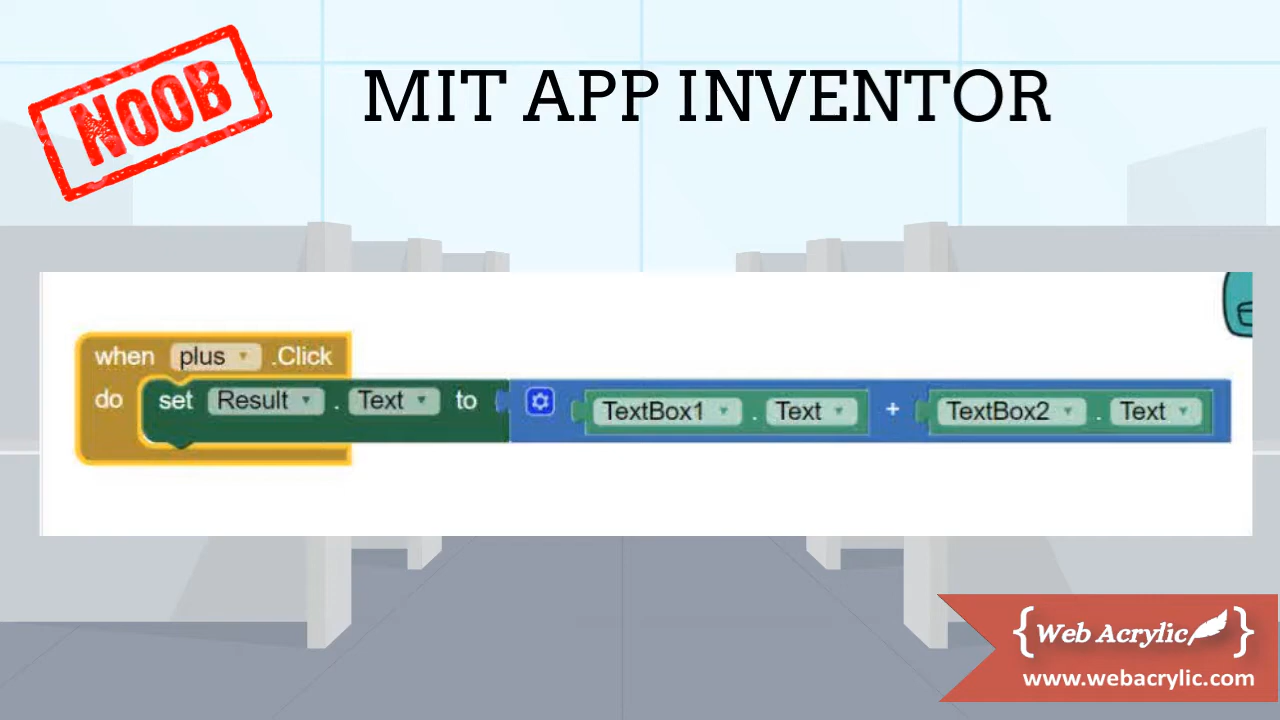 NOOB
MIT APP INVENTOR
when plus .Click
do set Result . Text to TextBox1 . Text + TextBox2 . Text
{Web Acrylic}
www.webacrylic.com